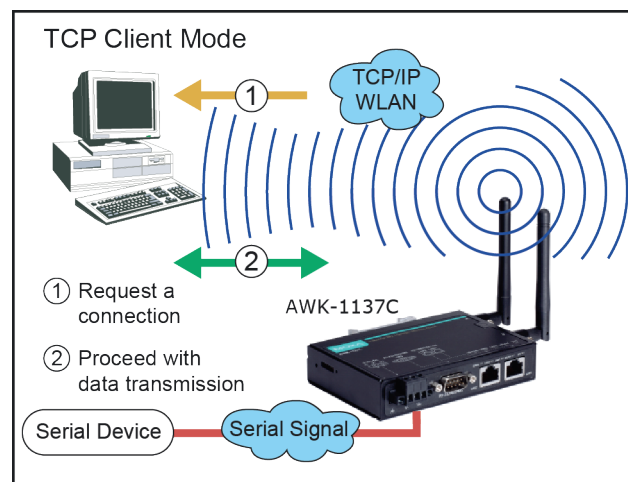 TCP Client Mode
1
TCP/IP
WLAN
2
1 Request a
connection
AWK-1137C
2 Proceed with
data transmission
Serial Device
Serial Signal